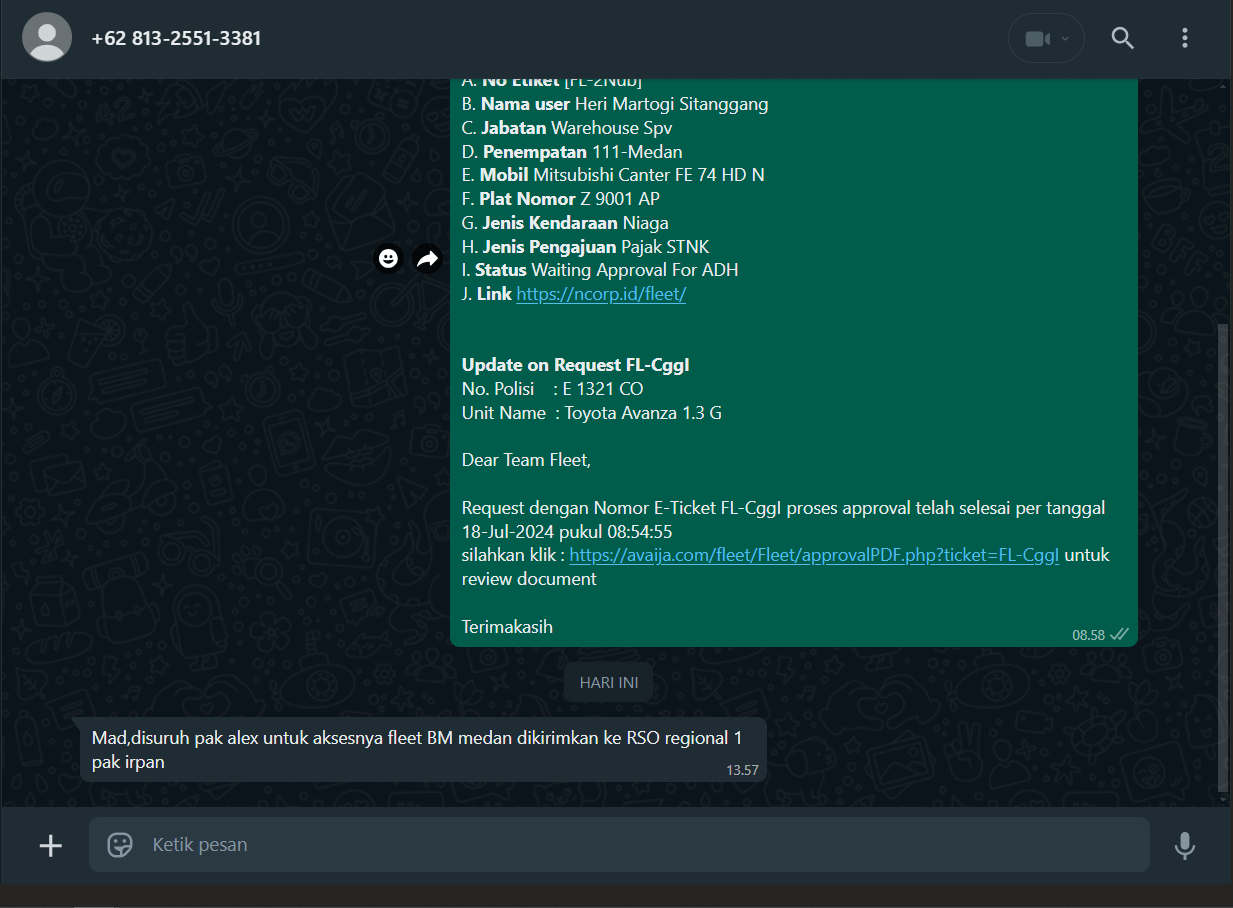 +62 813-2551-3381
A. No Etiket [FL-2Nub]
B. Nama user Heri Martogi Sitanggang
C. Jabatan Warehouse Spv
D. Penempatan 111-Medan
E. Mobil Mitsubishi Canter FE 74 HD N
F. Plat Nomor Z 9001 AP
G. Jenis Kendaraan Niaga
H. Jenis Pengajuan Pajak STNK
I. Status Waiting Approval For ADH
J. Link https://ncorp.id/fleet/
Update on Request FL-CggI
No. Polisi : E 1321 CO
Unit Name : Toyota Avanza 1.3 G
Dear Team Fleet,
Request dengan Nomor E-Ticket FL-CggI proses approval telah selesai per tanggal
18-Jul-2024 pukul 08:54:55
silahkan klik : https://avaija.com/fleet/Fleet/approvalPDF.php?ticket=FL-CggI untuk
review document
Terimakasih
08.58
HARI INI
Mad,disuruh pak alex untuk aksesnya fleet BM medan dikirimkan ke RSO regional 1
pak irpan
13.57
Ketik pesan